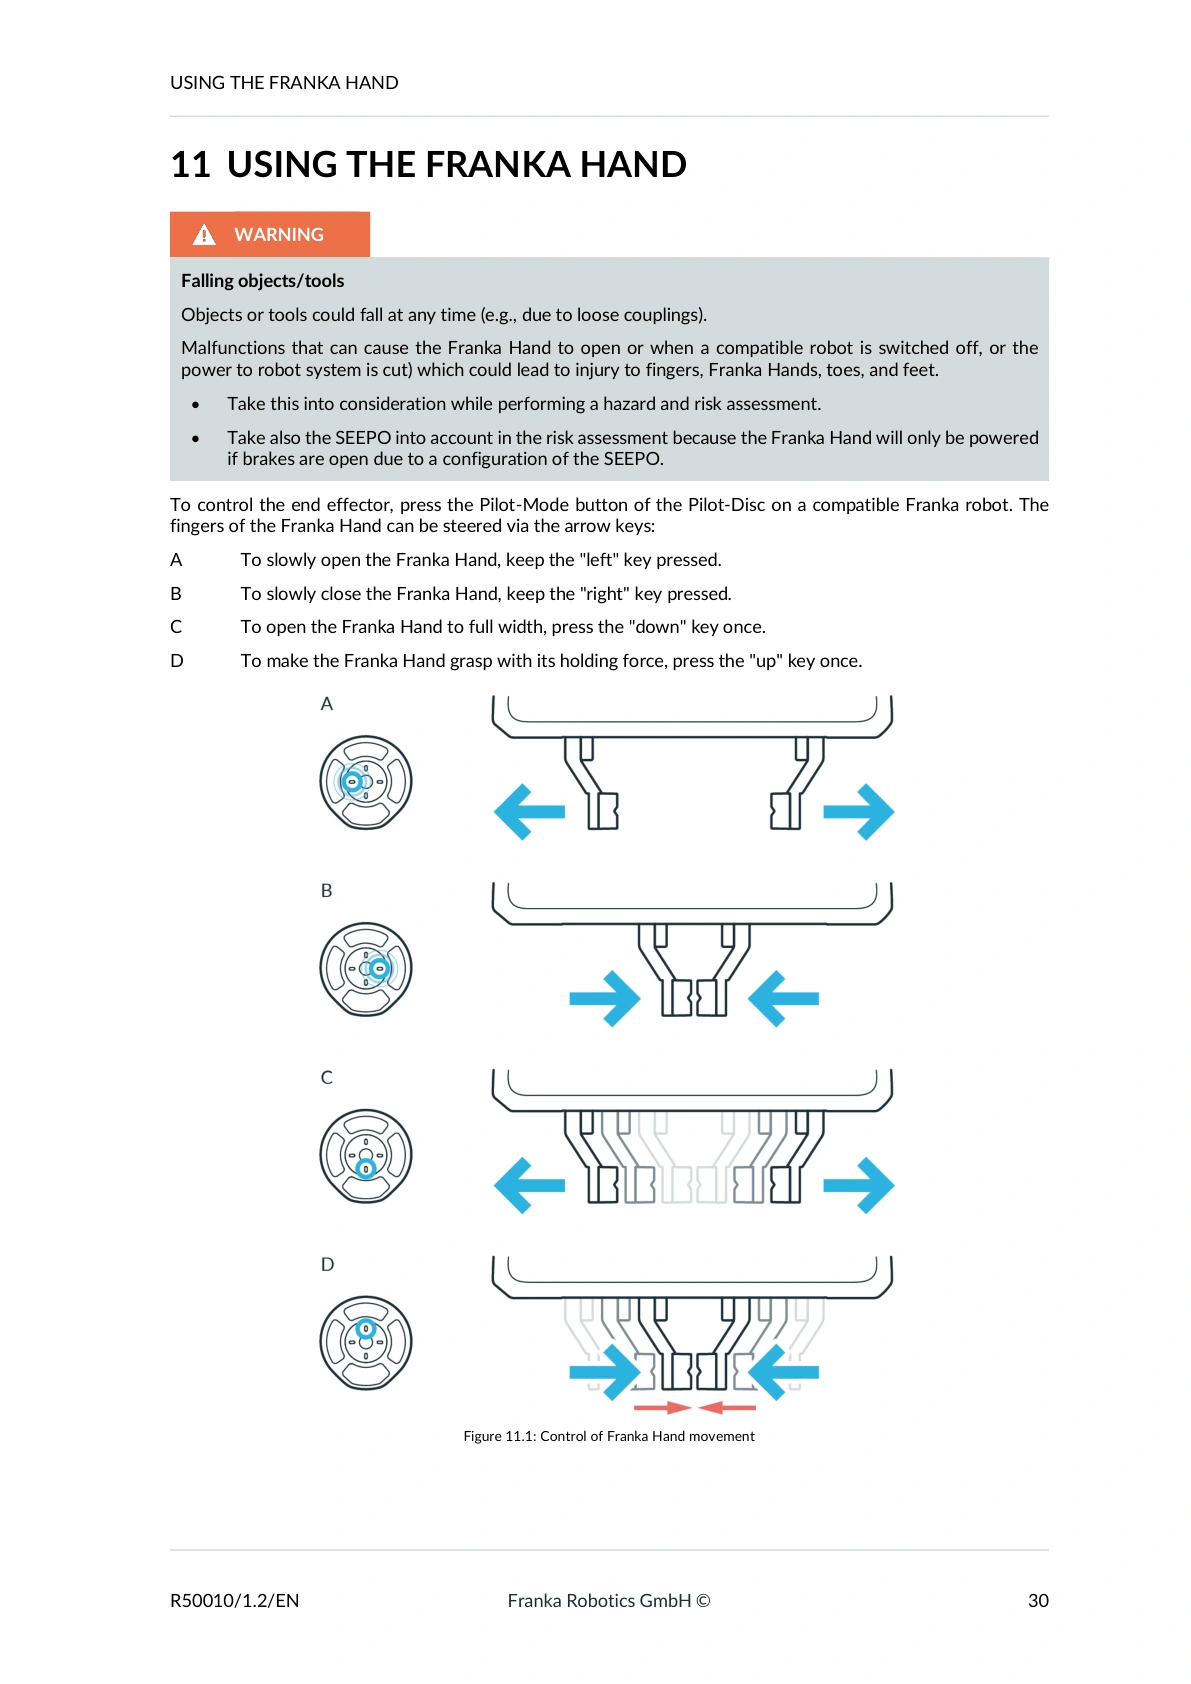 USING THE FRANKA HAND
11 USING THE FRANKA HAND
WARNING
Falling objects/tools
Objects or tools could fall at any time (e.g., due to loose couplings).
Malfunctions that can cause the Franka Hand to open or when a compatible robot is switched off, or the
power to robot system is cut) which could lead to injury to fingers, Franka Hands, toes, and feet.
• Take this into consideration while performing a hazard and risk assessment.
• Take also the SEEPO into account in the risk assessment because the Franka Hand will only be powered
if brakes are open due to a configuration of the SEEPO.
To control the end effector, press the Pilot-Mode button of the Pilot-Disc on a compatible Franka robot. The
fingers of the Franka Hand can be steered via the arrow keys:
A To slowly open the Franka Hand, keep the "left" key pressed.
B To slowly close the Franka Hand, keep the "right" key pressed.
C To open the Franka Hand to full width, press the "down" key once.
D To make the Franka Hand grasp with its holding force, press the "up" key once.
A
B
C
D
Figure 11.1: Control of Franka Hand movement
R50010/1.2/EN Franka Robotics GmbH © 30